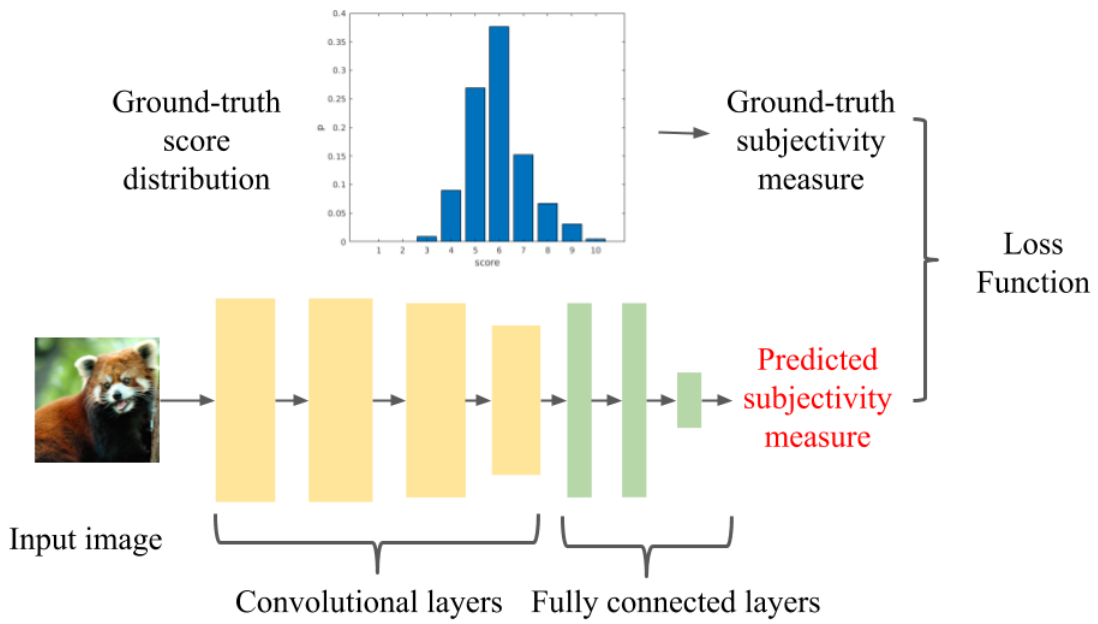 Ground-truth
score
distribution
0.4
0.35
0.3
0.25
0.2
0.15
0.1
0.05
0
p
1 2 3 4 5 6 7 8 9 10
score
Ground-truth
subjectivity
measure
Loss
Function
Predicted
subjectivity
measure
Input image
Convolutional layers
Fully connected layers